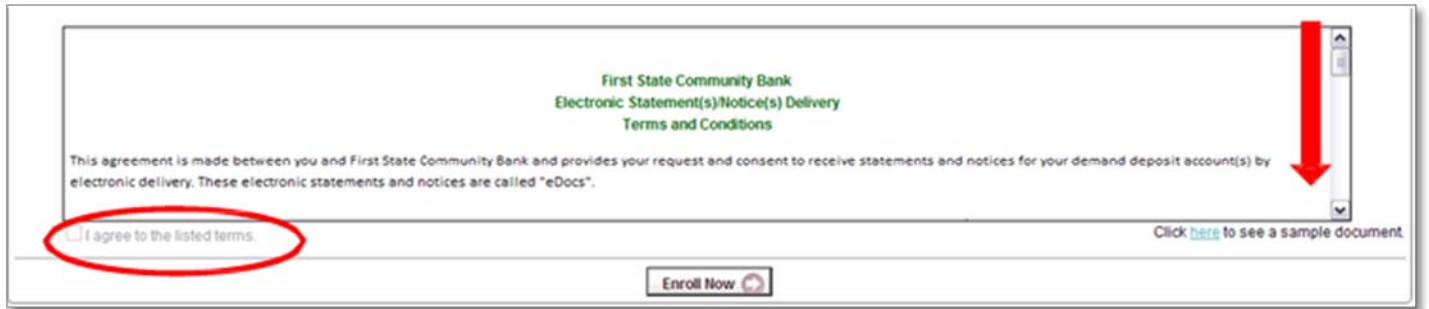 First State Community Bank
Electronic Statement(s)/Notice(s) Delivery
Terms and Conditions
This agreement is made between you and First State Community Bank and provides your request and consent to receive statements and notices for your demand deposit account(s) by
electronic delivery. These electronic statements and notices are called "eDocs".
I agree to the listed terms.
Click here to see a sample document.
Enroll Now